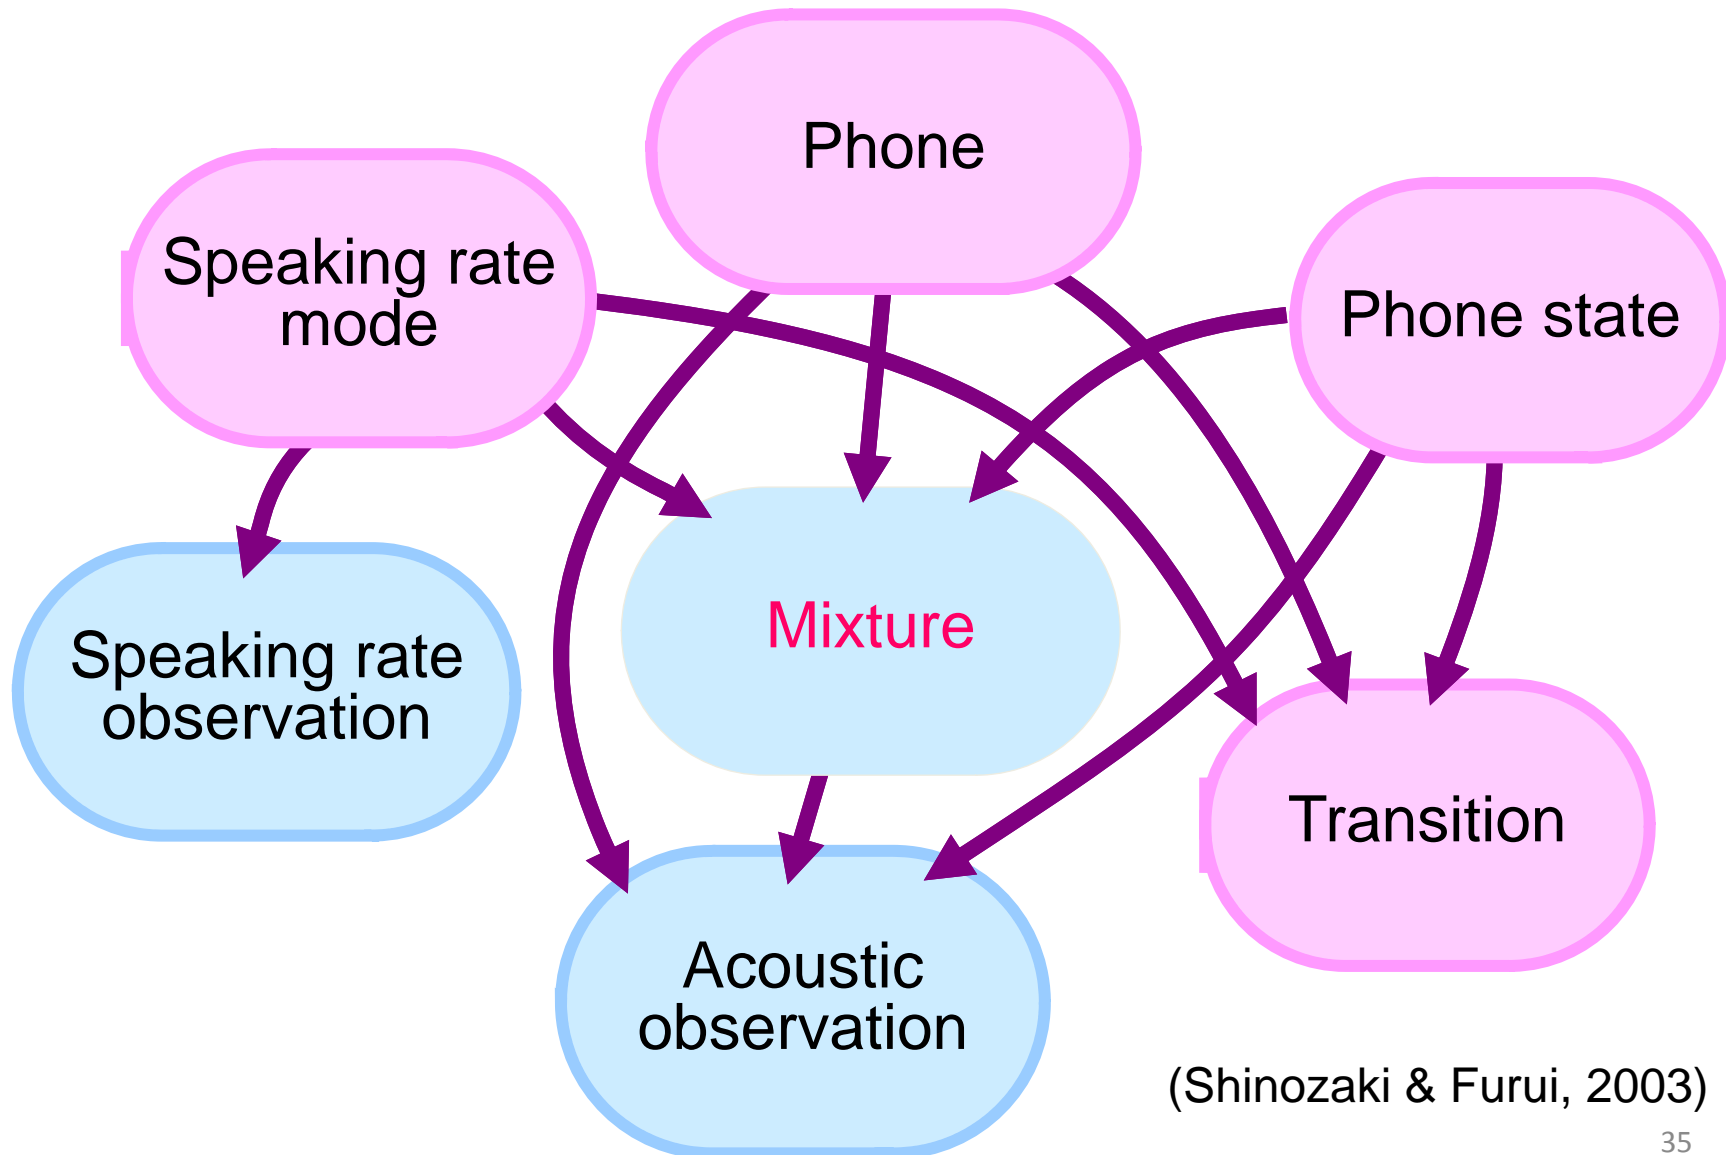 Phone
Speaking rate
mode
Phone state
Mixture
Speaking rate
observation
Transition
Acoustic
observation
(Shinozaki & Furui, 2003)
35